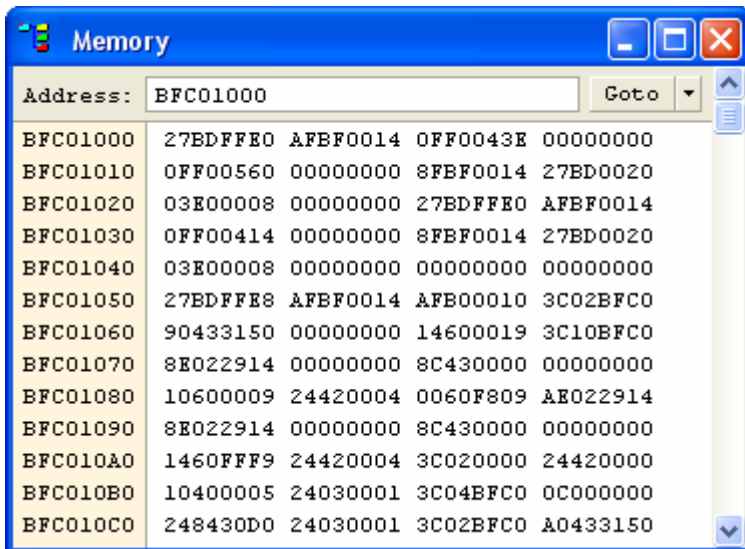 Memory
Address: BFC01000 Goto
BFC01000 27BDFFE0 AFBF0014 0FF0043E 00000000
BFC01010 0FF00560 00000000 8FBF0014 27BD0020
BFC01020 03E00008 00000000 27BDFFE0 AFBF0014
BFC01030 0FF00414 00000000 8FBF0014 27BD0020
BFC01040 03E00008 00000000 00000000 00000000
BFC01050 27BDFFE8 AFBF0014 AFB00010 3C02BFC0
BFC01060 90433150 00000000 14600019 3C10BFC0
BFC01070 8E022914 00000000 8C430000 00000000
BFC01080 10600009 24420004 0060F809 AE022914
BFC01090 8E022914 00000000 8C430000 00000000
BFC010A0 1460FFF9 24420004 3C020000 24420000
BFC010B0 10400005 24030001 3C04BFC0 0C000000
BFC010C0 248430D0 24030001 3C02BFC0 A0433150